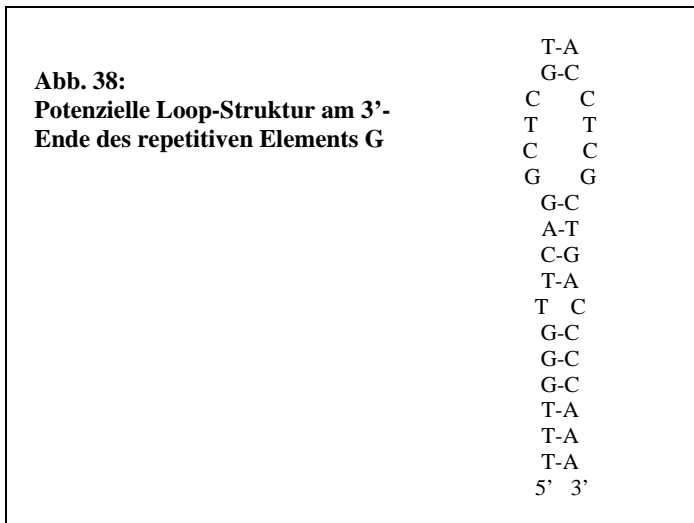 Abb. 38:
Potenzielle Loop-Struktur am 3’-
Ende des repetitiven Elements G
T-A
G-C
C C
T T
C C
G G
G-C
A-T
C-G
T-A
T C
G-C
G-C
G-C
T-A
T-A
T-A
5’ 3’